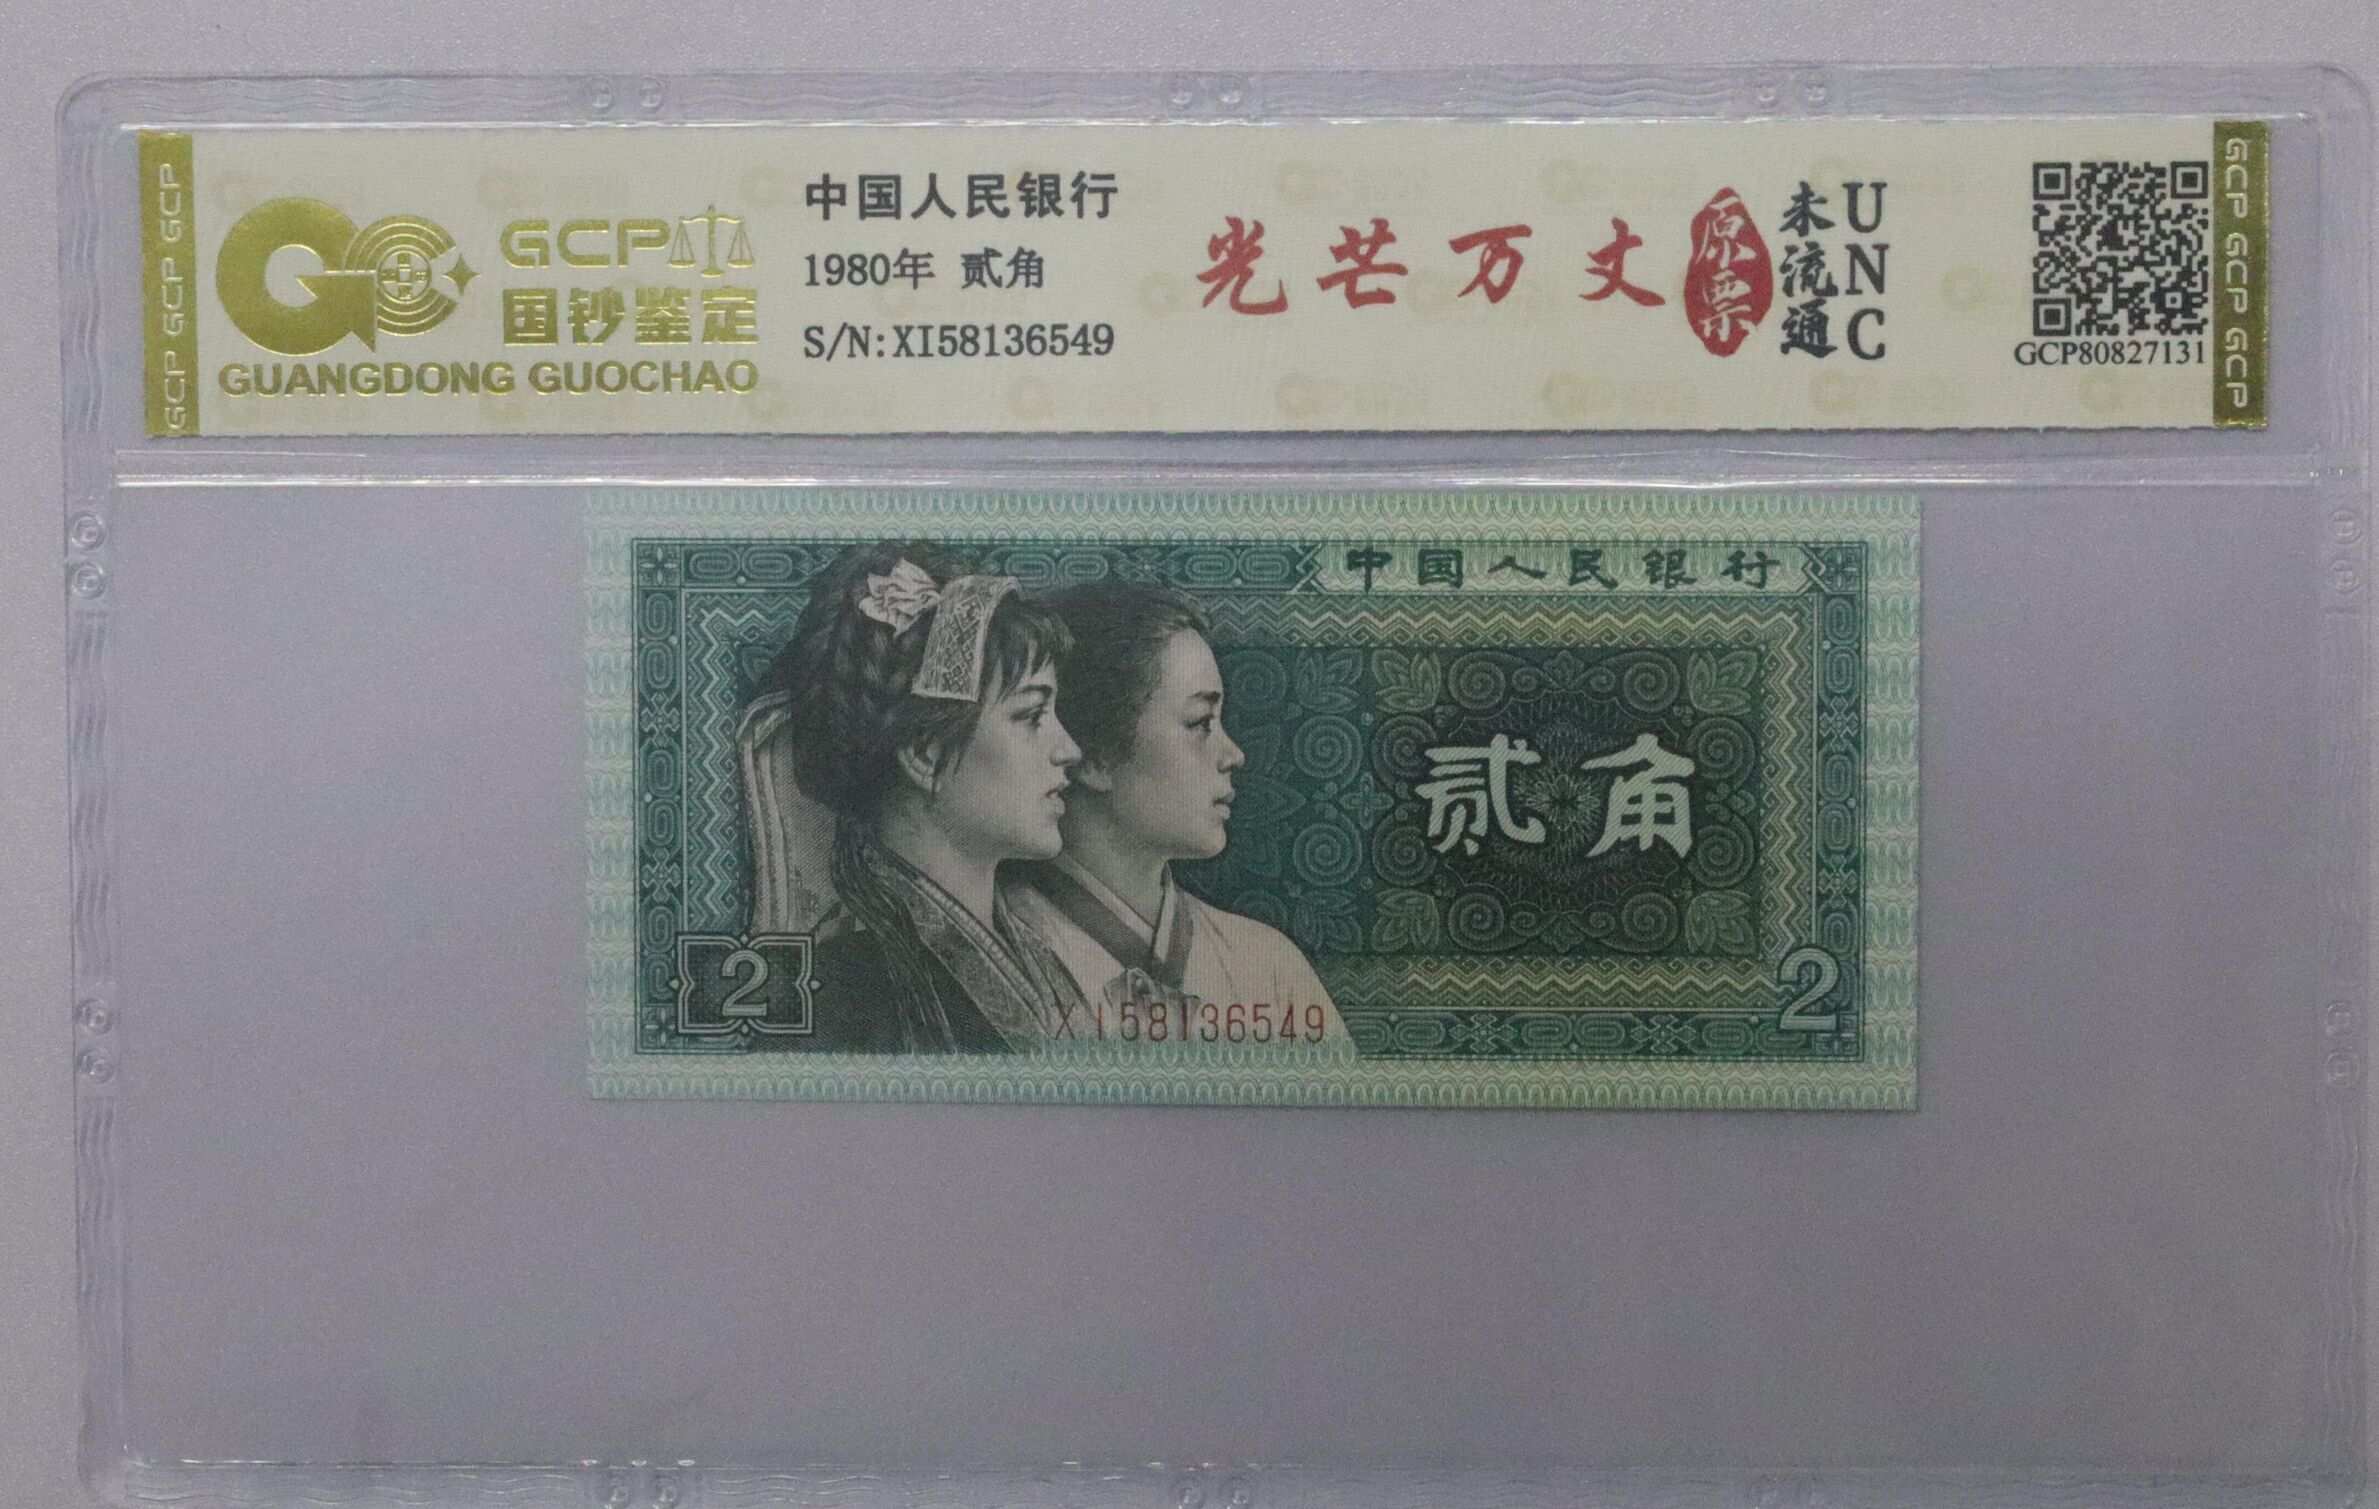 GCP GCP GCP
GCP
国钞鉴定
GUANGDONG GUOCHAO
中国人民银行
1980年 贰角
S/N:XI58136549
光芒万丈
原票
未流通
UNC
GCP80827131
GCP GCP GCP
中国人民银行
贰角
2
XI58136549
2